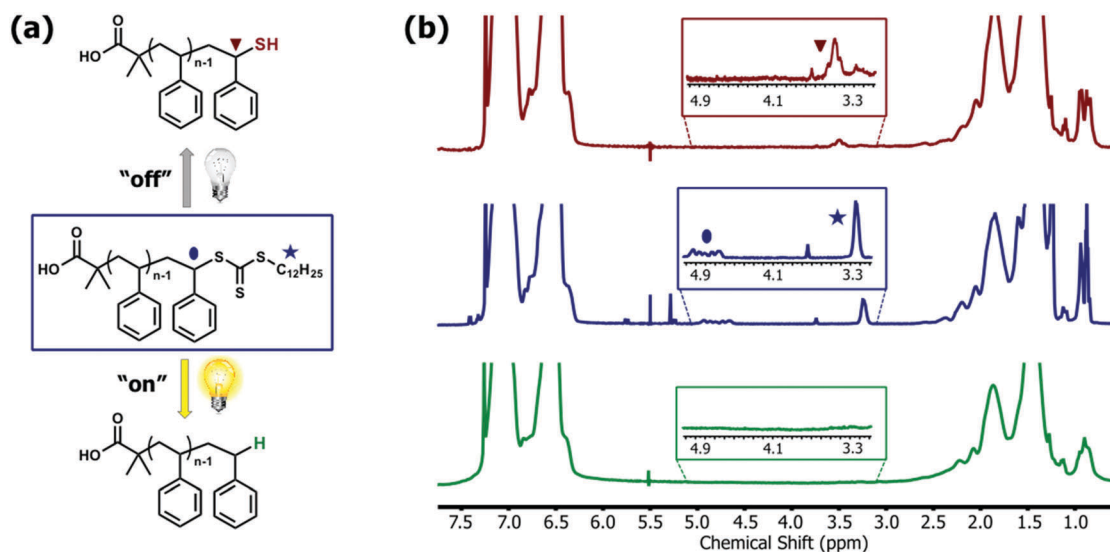 (a)
O
HO
n-1
SH
"off"
O
HO
n-1
S
S
C12H25
S
"on"
O
HO
n-1
H
(b)
4.9 4.1 3.3
4.9 4.1 3.3
4.9 4.1 3.3
7.5 7.0 6.5 6.0 5.5 5.0 4.5 4.0 3.5 3.0 2.5 2.0 1.5 1.0
Chemical Shift (ppm)